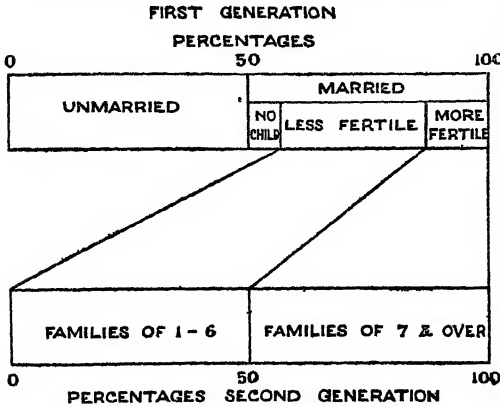 FIRST GENERATION
PERCENTAGES
0 50 100
UNMARRIED
MARRIED
NO CHILD
LESS FERTILE
MORE FERTILE
FAMILIES OF 1-6
FAMILIES OF 7 & OVER
0 50 100
PERCENTAGES SECOND GENERATION